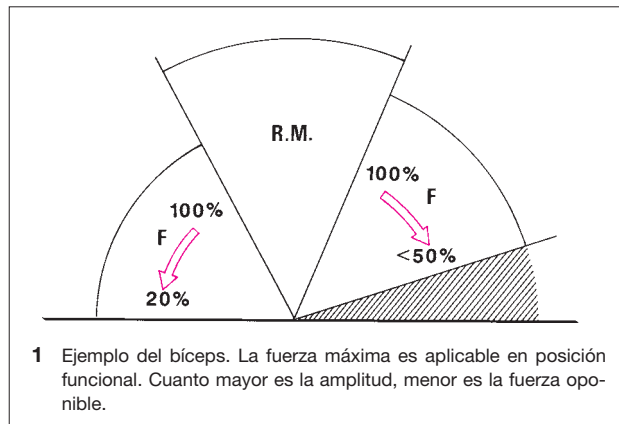 R.M.
100%
F
20%
100%
F
<50%
1 Ejemplo del bíceps. La fuerza máxima es aplicable en posición
funcional. Cuanto mayor es la amplitud, menor es la fuerza opo-
nible.